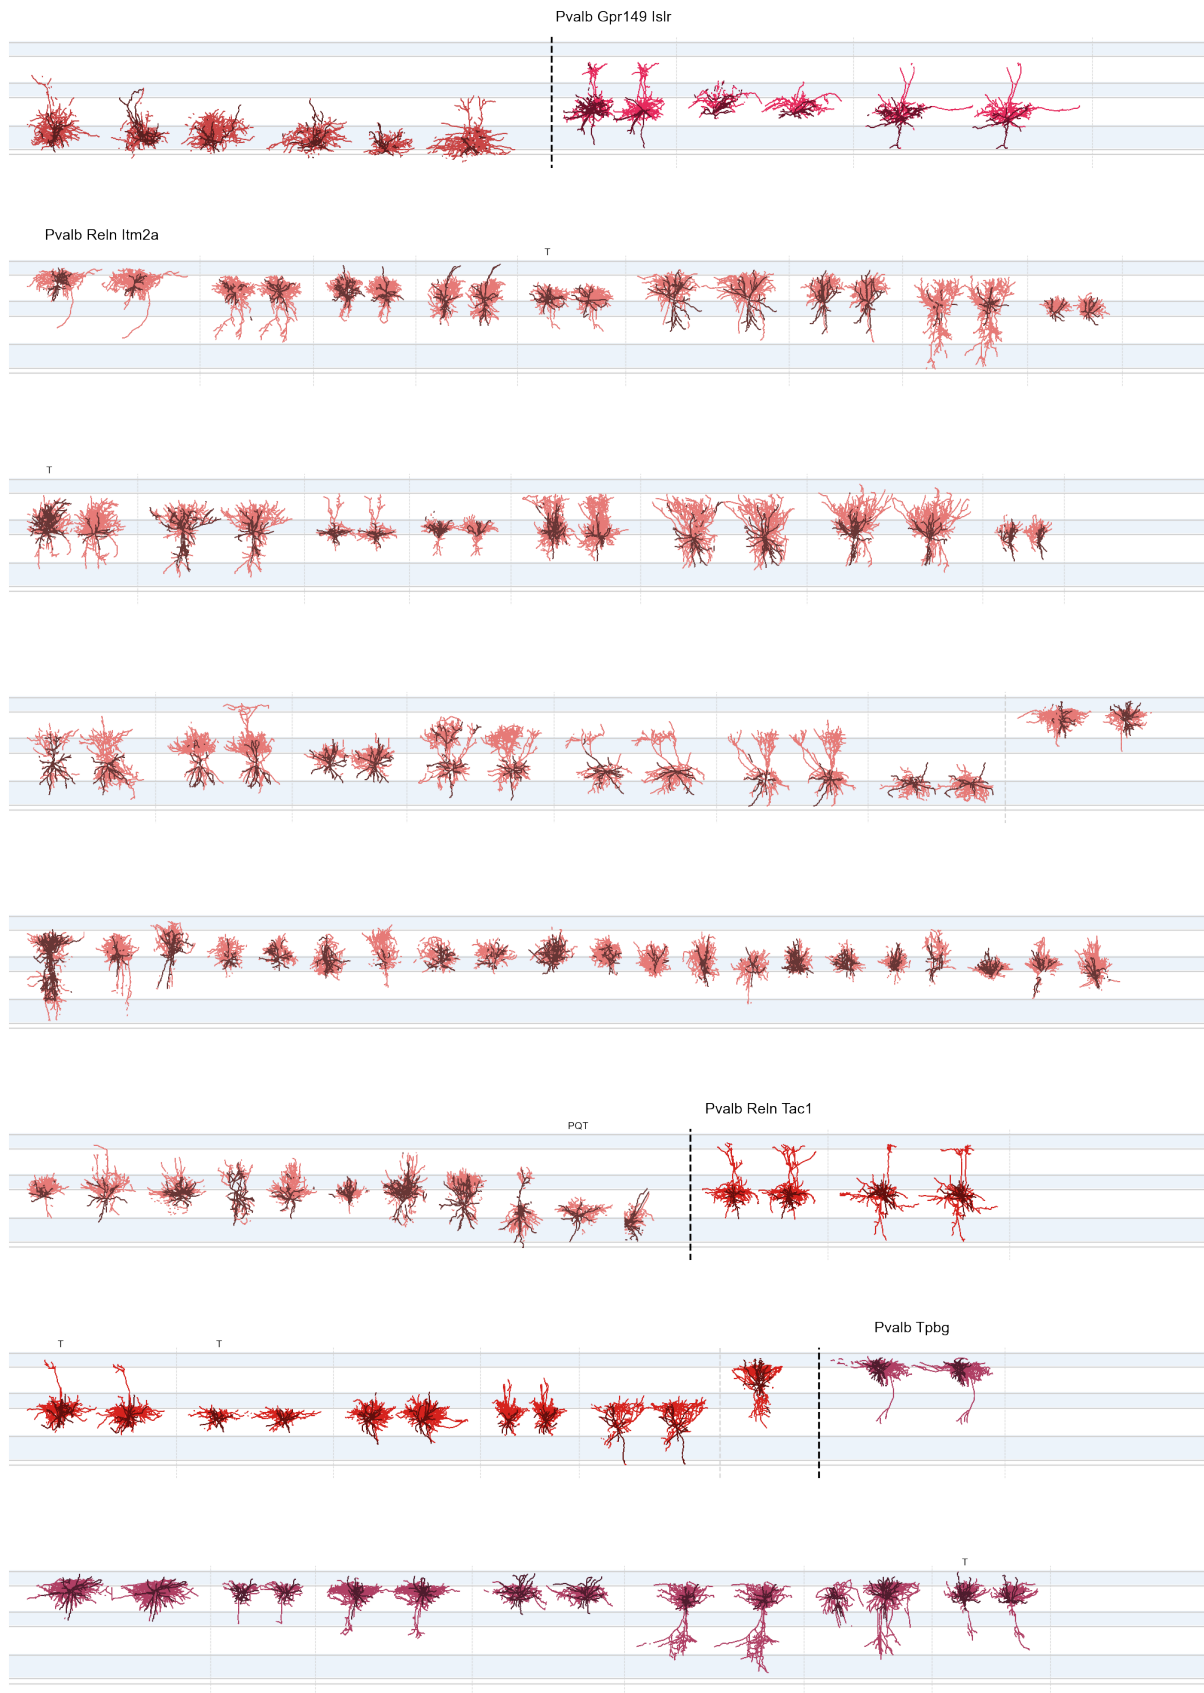 Pvalb Gpr149 Islr
Pvalb Reln Itm2a
T
T
PQT
Pvalb Reln Tac1
T
T
Pvalb Tpbg
T